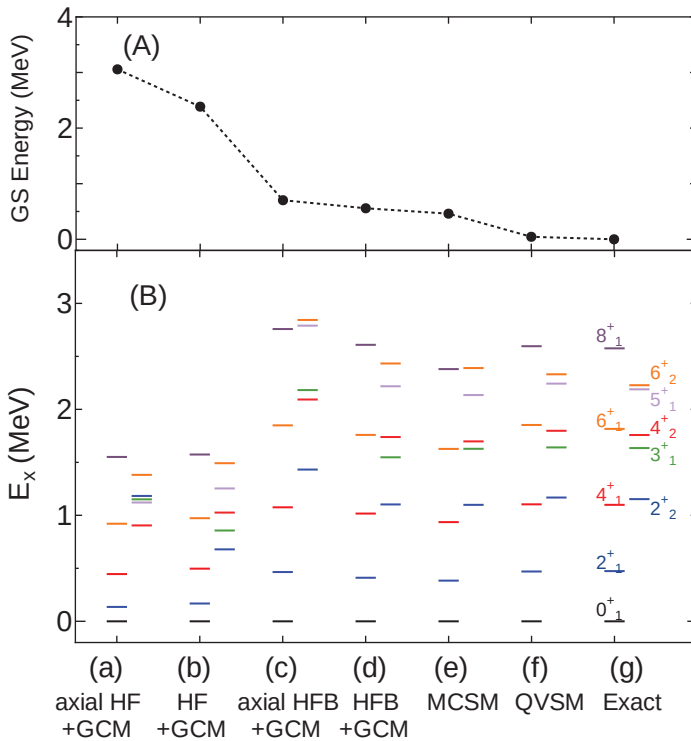 (A)
GS Energy (MeV)
4
2
0
(B)
E_x (MeV)
3
2
1
0
8⁺₁
6⁺₂
5⁺₁
6⁺₁
4⁺₂
3⁺₁
4⁺₁
2⁺₂
2⁺₁
0⁺₁
(a) (b) (c) (d) (e) (f) (g)
axial HF HF axial HFB HFB MCSM QVSM Exact
+GCM +GCM +GCM +GCM